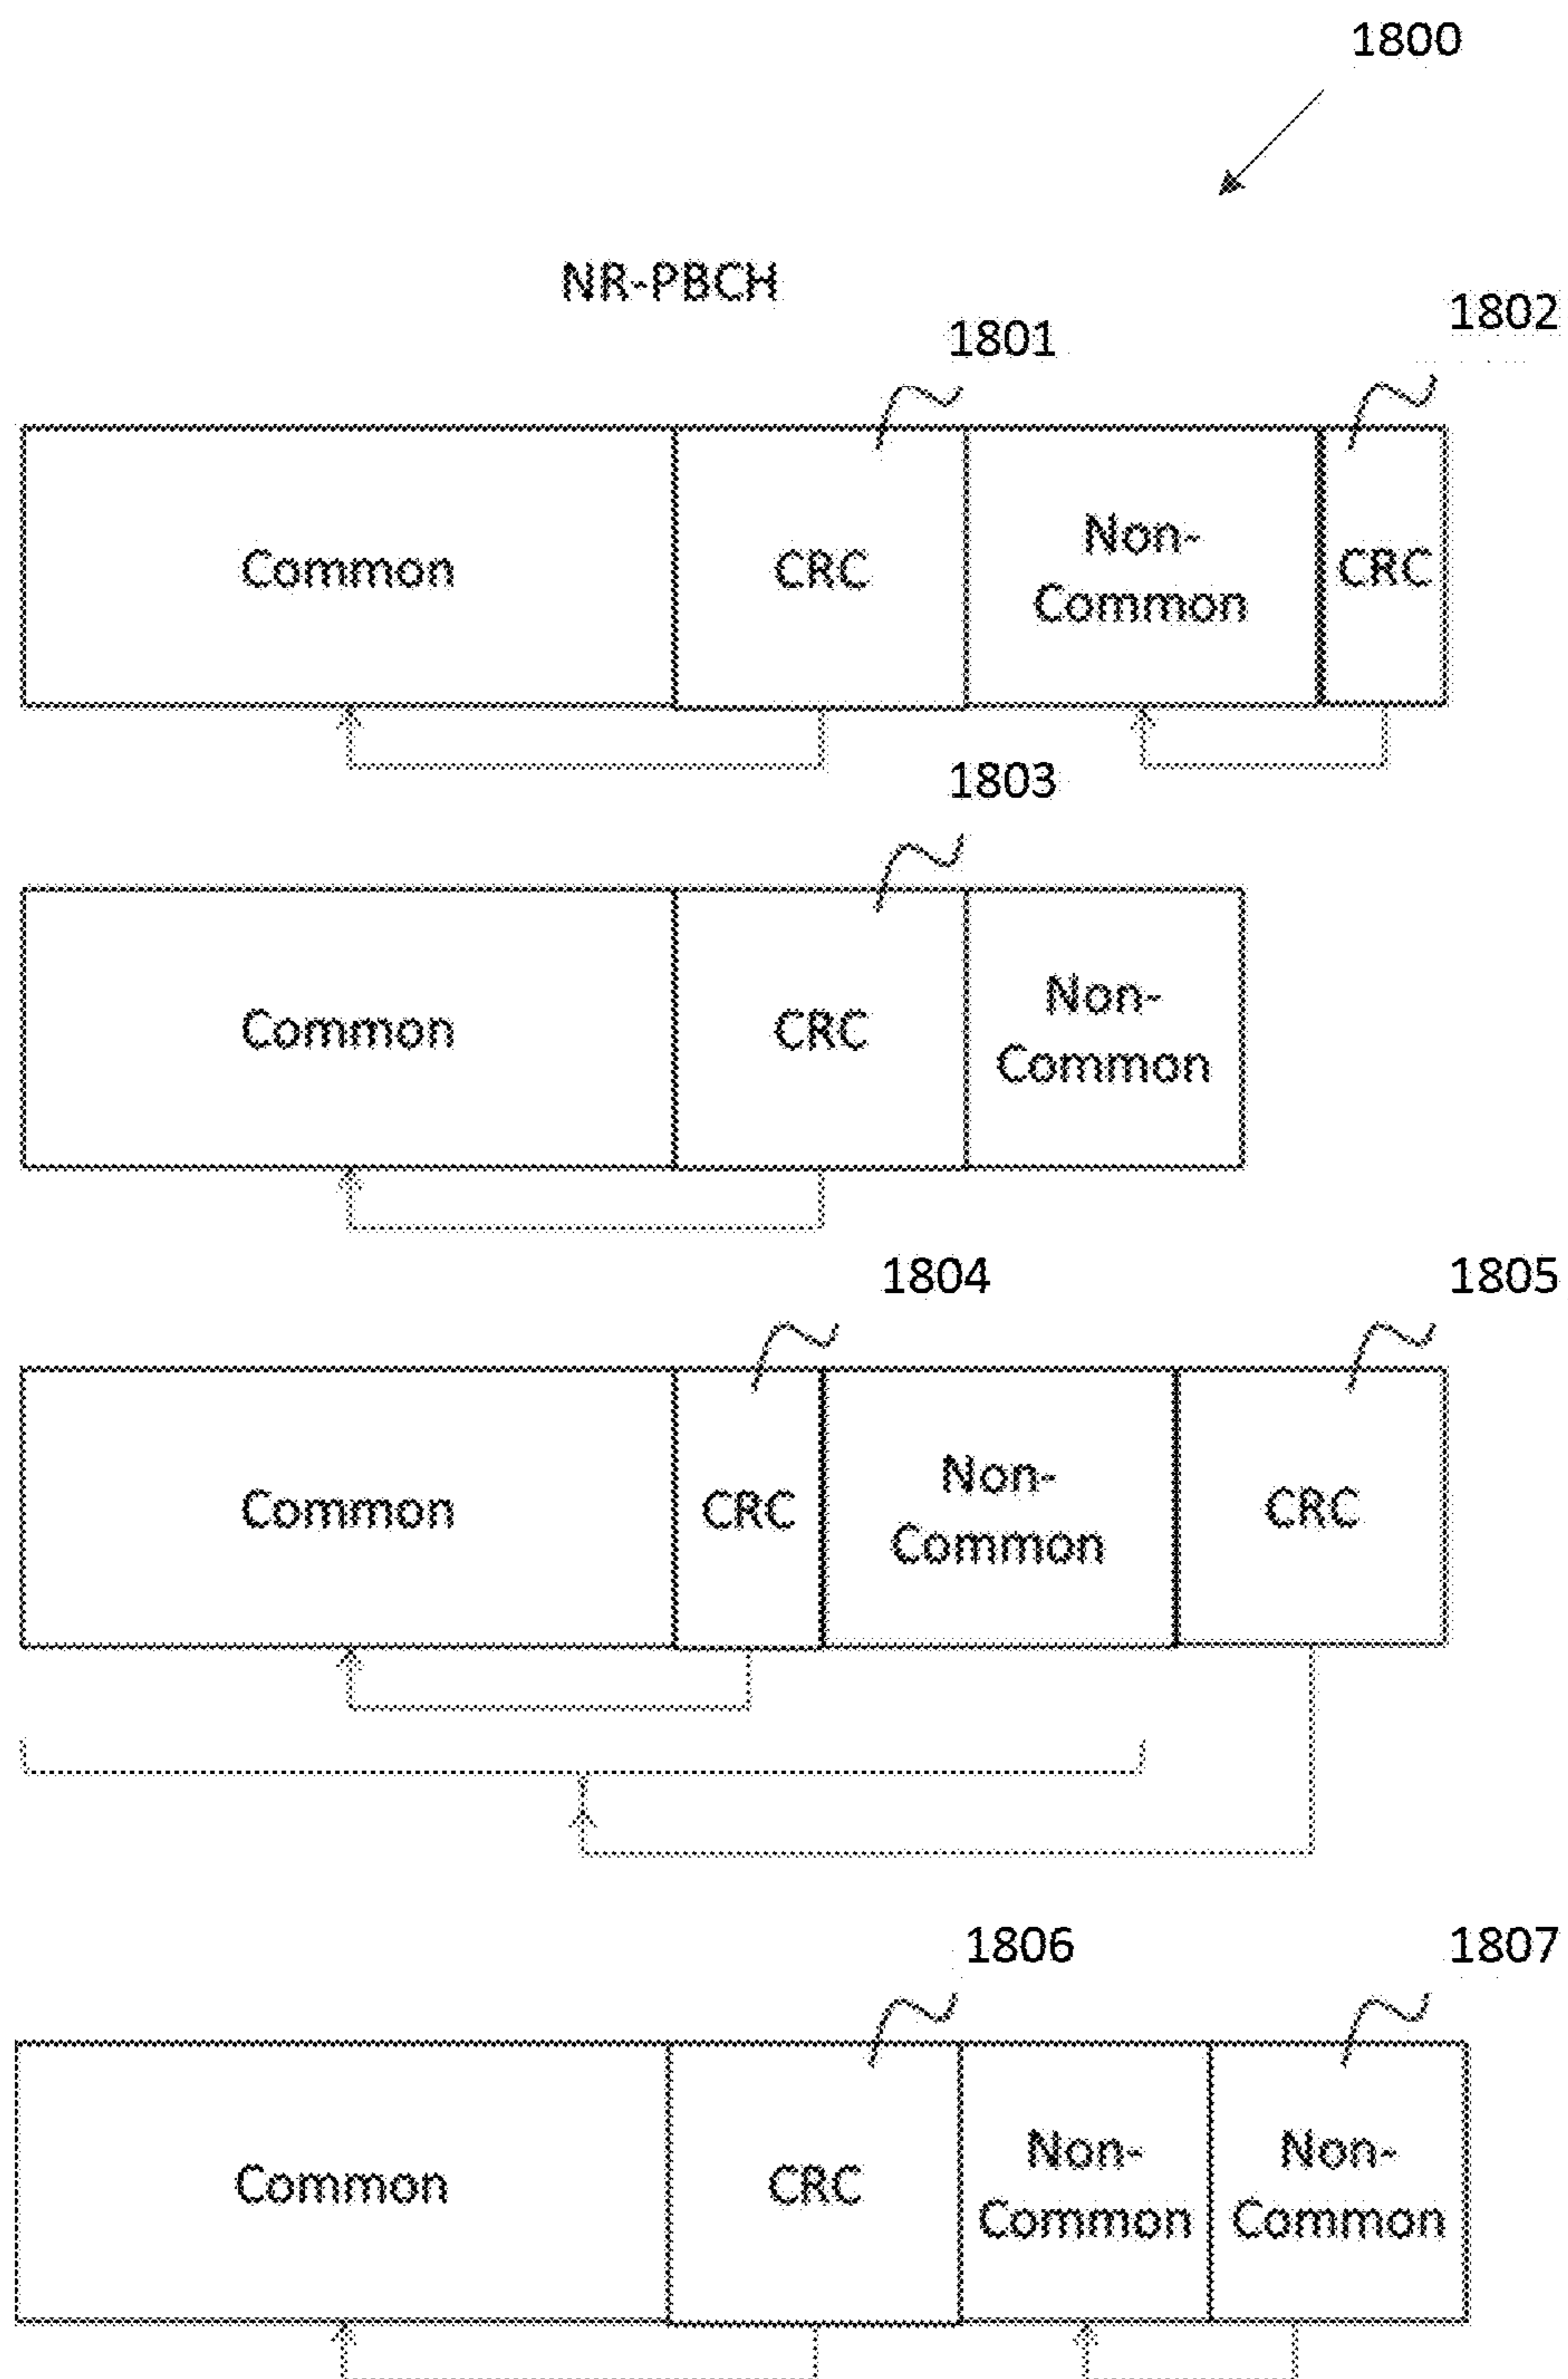 1800
NR-PBCH
1801
1802
Common
CRC
Non-
Common
CRC
1803
Common
CRC
Non-
Common
1804
1805
Common
CRC
Non-
Common
CRC
1806
1807
Common
CRC
Non-
Common
Non-
Common